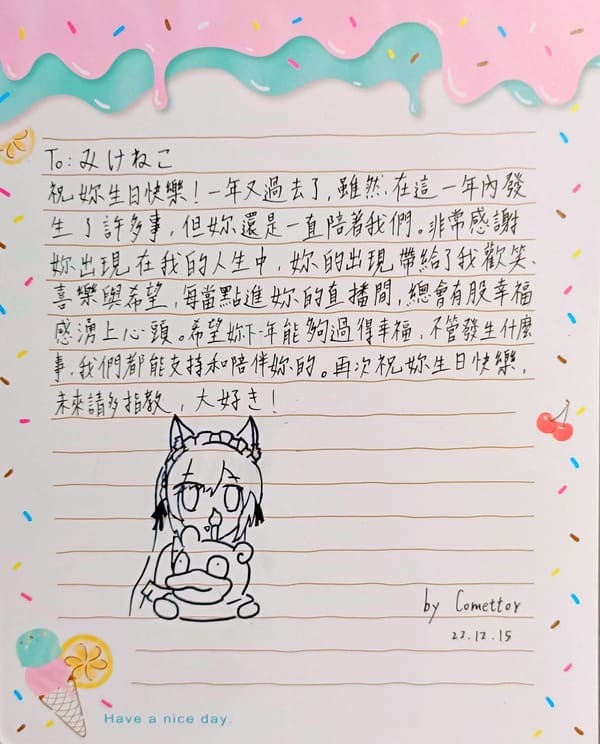 To: みけねこ
祝妳生日快樂！一年又過去了，雖然，在這一年內發
生了許多事，但妳還是一直陪著我們。非常感謝
妳出現在我的人生中，妳的出現帶給了我歡笑、
喜樂與希望，每當點進妳的直播間，總會有股幸福
感湧上心頭。希望妳下一年能夠過得幸福，不管發生什麼
事，我們都能支持和陪伴妳的。再次祝妳生日快樂，
未來請多指教，大好き！
by Comettor
22.12.15
Have a nice day.